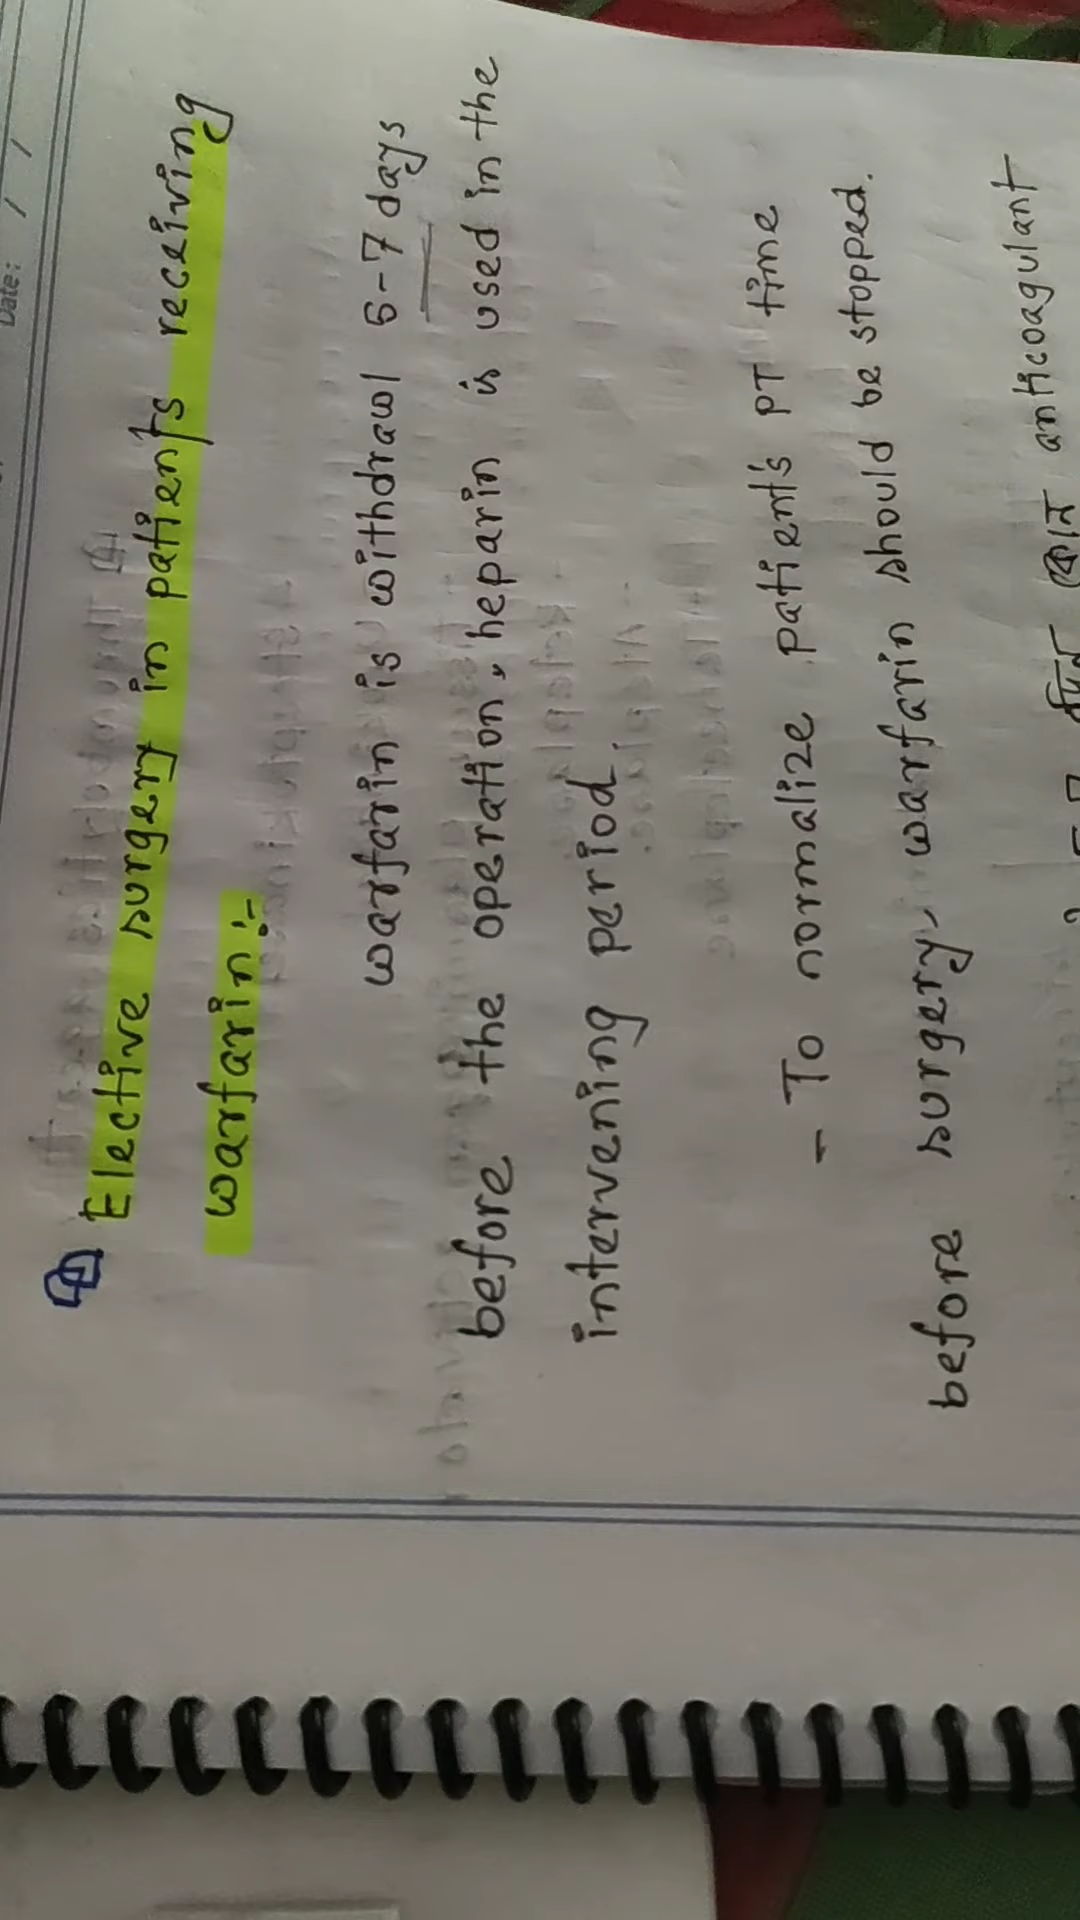 Date: / /
Elective surgery in patients receiving
warfarin :-
warfarin is withdrawl 5-7 days
before the operation, heparin is used in the
intervening period.
- To normalize patient's PT time
before surgery, warfarin should be stopped.
দিন কোন anticoagulant